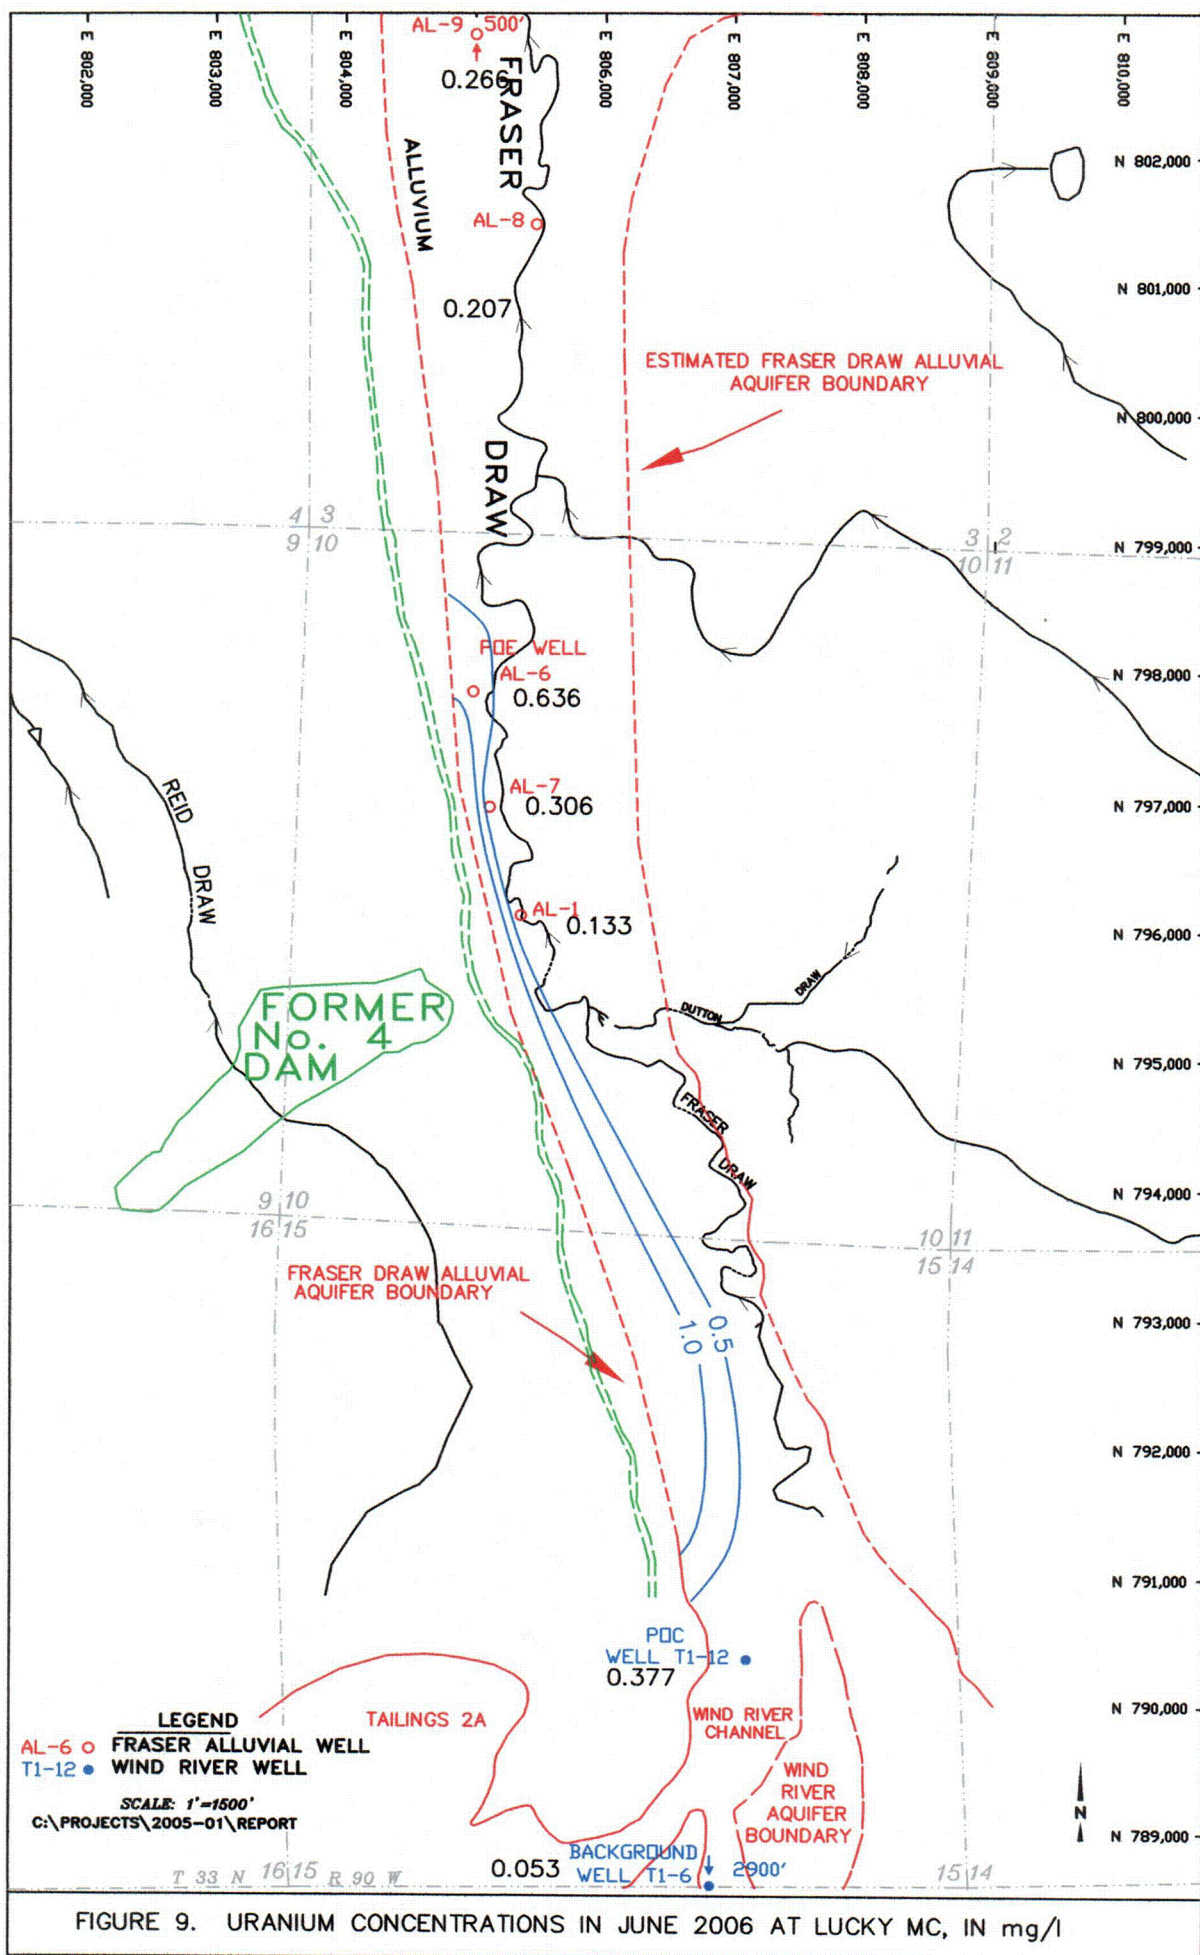 E 802,000
E 803,000
E 804,000
E 806,000
E 807,000
E 808,000
E 809,000
E 810,000
AL-9 500'
0.266
FRASER
ALLUVIUM
N 802,000
AL-8
N 801,000
0.207
ESTIMATED FRASER DRAW ALLUVIAL
AQUIFER BOUNDARY
N 800,000
DRAW
4 3
9 10
3 2
10 11
N 799,000
POE WELL
AL-6
0.636
N 798,000
AL-7
0.306
N 797,000
REID
DRAW
AL-1
0.133
N 796,000
DRAW
DUTTON
FORMER
No. 4
DAM
N 795,000
FRASER
DRAW
N 794,000
9 10
16 15
10 11
15 14
FRASER DRAW ALLUVIAL
AQUIFER BOUNDARY
1.0
0.5
N 793,000
N 792,000
N 791,000
POC
WELL T1-12
0.377
TAILINGS 2A
WIND RIVER
CHANNEL
N 790,000
LEGEND
AL-6 FRASER ALLUVIAL WELL
T1-12 WIND RIVER WELL
SCALE: 1'=1500'
C:\PROJECTS\2005-01\REPORT
WIND
RIVER
AQUIFER
BOUNDARY
N
N 789,000
BACKGROUND
WELL T1-6
2900'
0.053
T 33 N 16 15 R 90 W
15 14
FIGURE 9. URANIUM CONCENTRATIONS IN JUNE 2006 AT LUCKY MC, IN mg/l